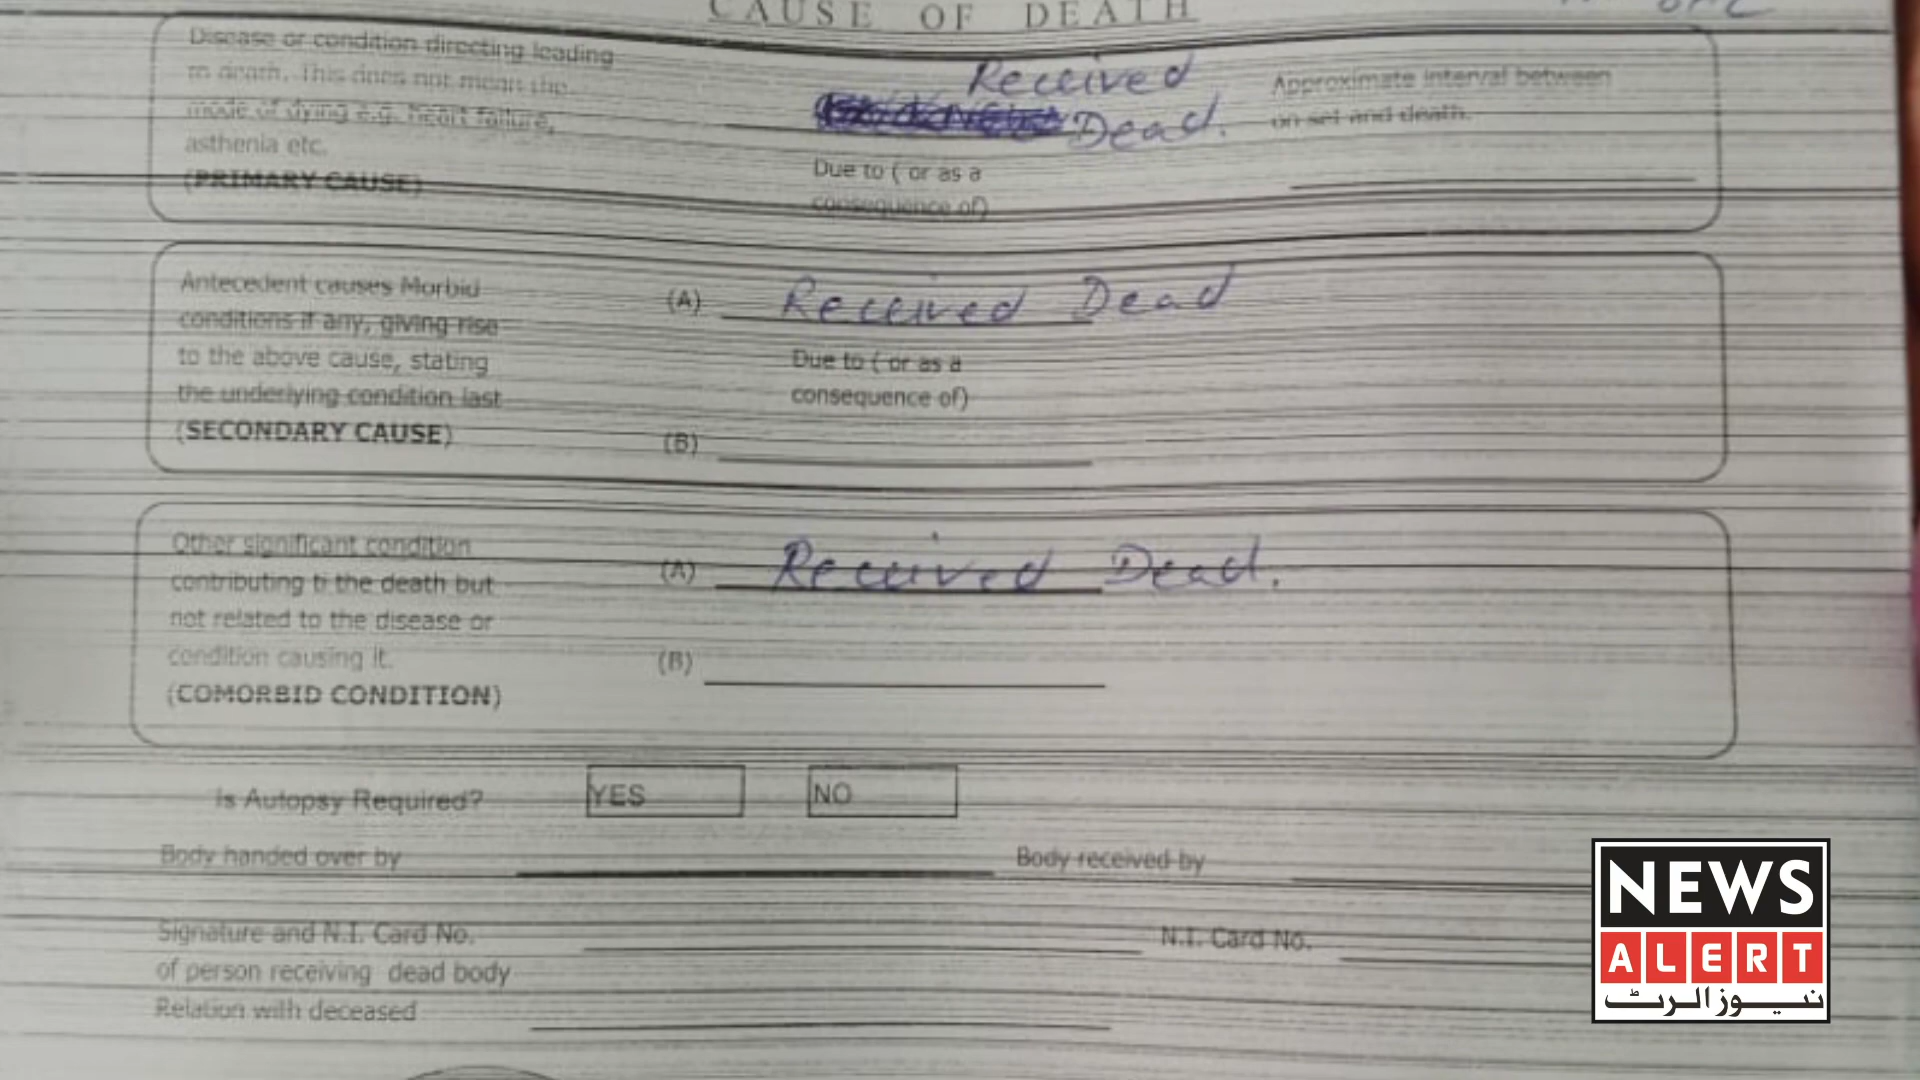 CAUSE OF DEATH
Disease or condition directing leading
to death. This does not mean the
mode of dying e.g. heart failure,
asthenia etc.
(PRIMARY CAUSE)
Received
Dead.
Due to ( or as a
consequence of)
Approximate interval between
on set and death.
Antecedent causes Morbid
conditions if any, giving rise
to the above cause, stating
the underlying condition last
(SECONDARY CAUSE)
(A) Received Dead
Due to ( or as a
consequence of)
(B)
Other significant condition
contributing ti the death but
not related to the disease or
condition causing it.
(COMORBID CONDITION)
(A) Received Dead.
(B)
Is Autopsy Required? YES NO
Body handed over by Body received by
Signature and N.I. Card No. N.I. Card No.
of person receiving dead body
Relation with deceased
NEWS
ALERT
نیوز الرٹ